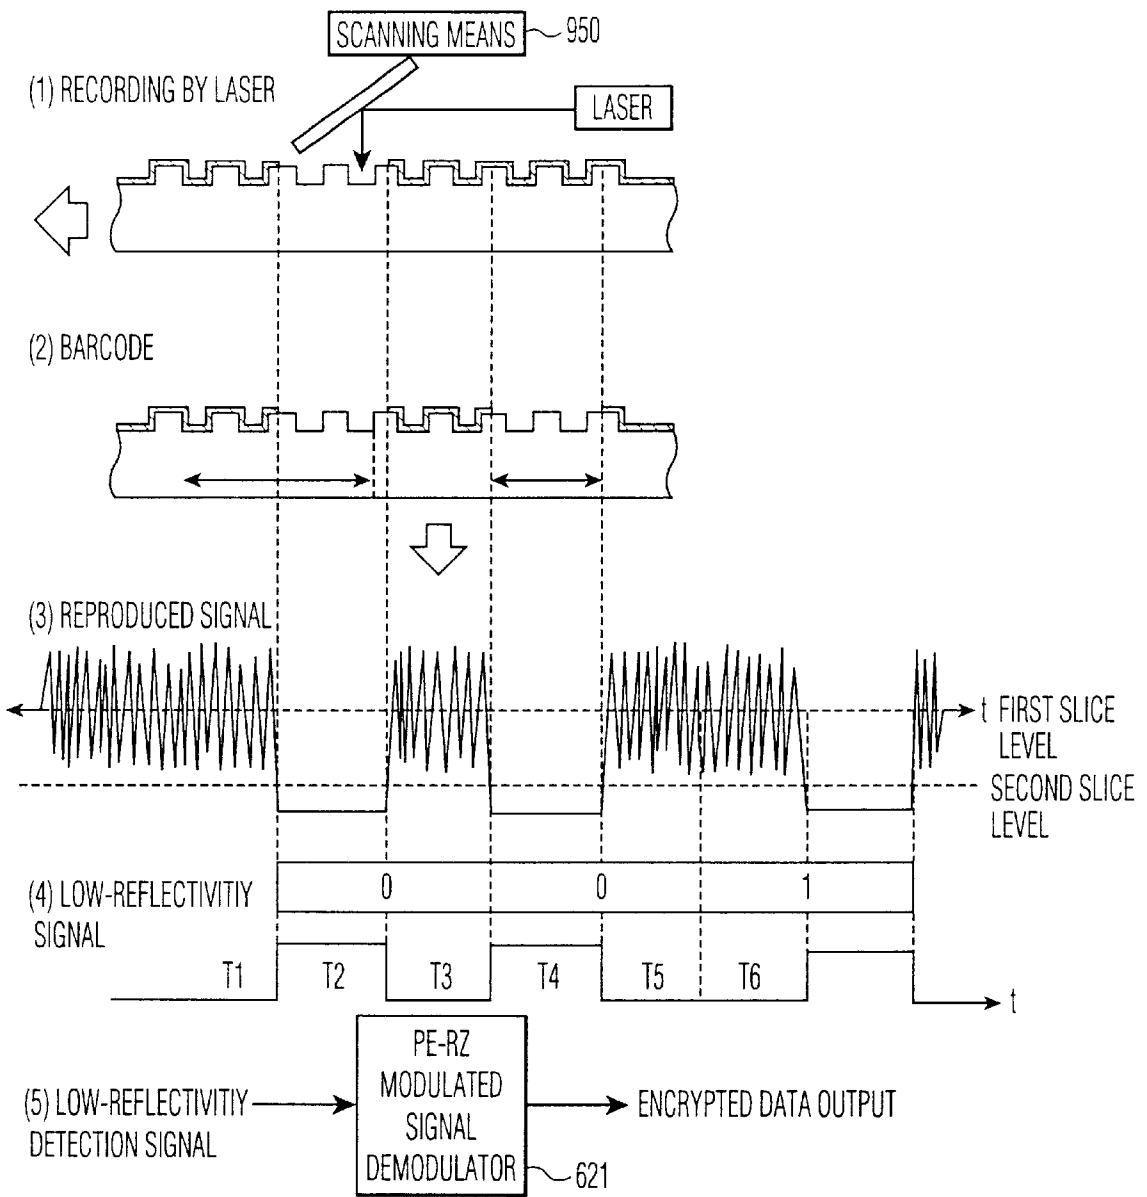 SCANNING MEANS
950
(1) RECORDING BY LASER
LASER
(2) BARCODE
(3) REPRODUCED SIGNAL
t FIRST SLICE
LEVEL
SECOND SLICE
LEVEL
0 0 1
(4) LOW-REFLECTIVITIY
SIGNAL
T1 T2 T3 T4 T5 T6
t
PE-RZ
MODULATED
SIGNAL
DEMODULATOR
(5) LOW-REFLECTIVITIY
DETECTION SIGNAL
ENCRYPTED DATA OUTPUT
621